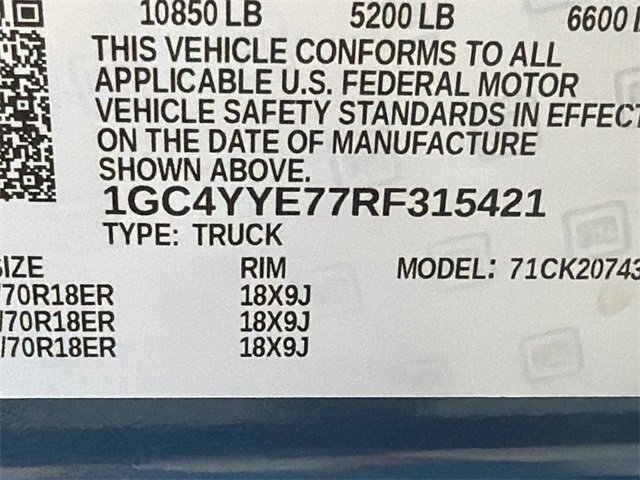 10850 LB 5200 LB 6600
THIS VEHICLE CONFORMS TO ALL
APPLICABLE U.S. FEDERAL MOTOR
VEHICLE SAFETY STANDARDS IN EFFECT
ON THE DATE OF MANUFACTURE
SHOWN ABOVE.
1GC4YYE77RF315421
TYPE: TRUCK
SIZE RIM MODEL: 71CK20743
/70R18ER 18X9J
/70R18ER 18X9J
/70R18ER 18X9J